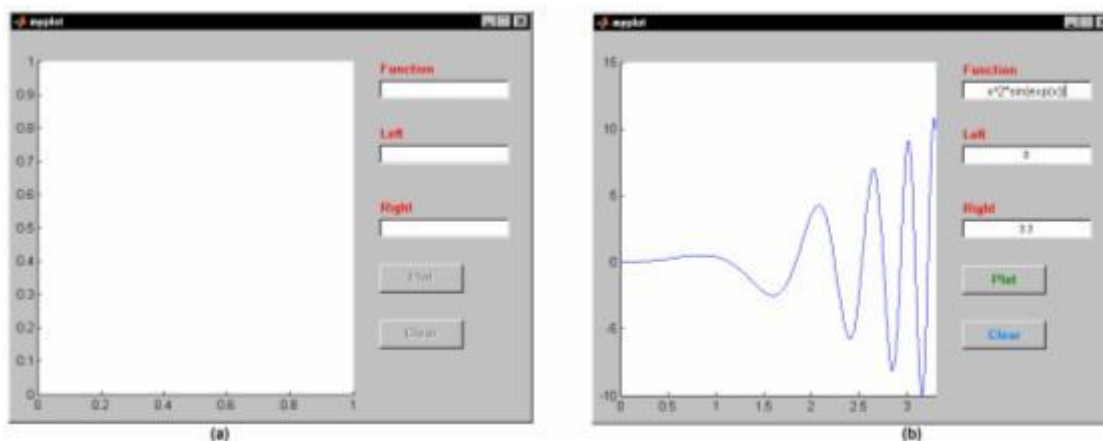 myplot
1
0.9
0.8
0.7
0.6
0.5
0.4
0.3
0.2
0.1
0
0 0.2 0.4 0.6 0.8 1
Function
Left
Right
Plot
Clear
(a)
myplot
15
10
5
0
-5
-10
0 0.5 1 1.5 2 2.5 3
Function
x^2*sin(exp(x))
Left
0
Right
3.3
Plot
Clear
(b)